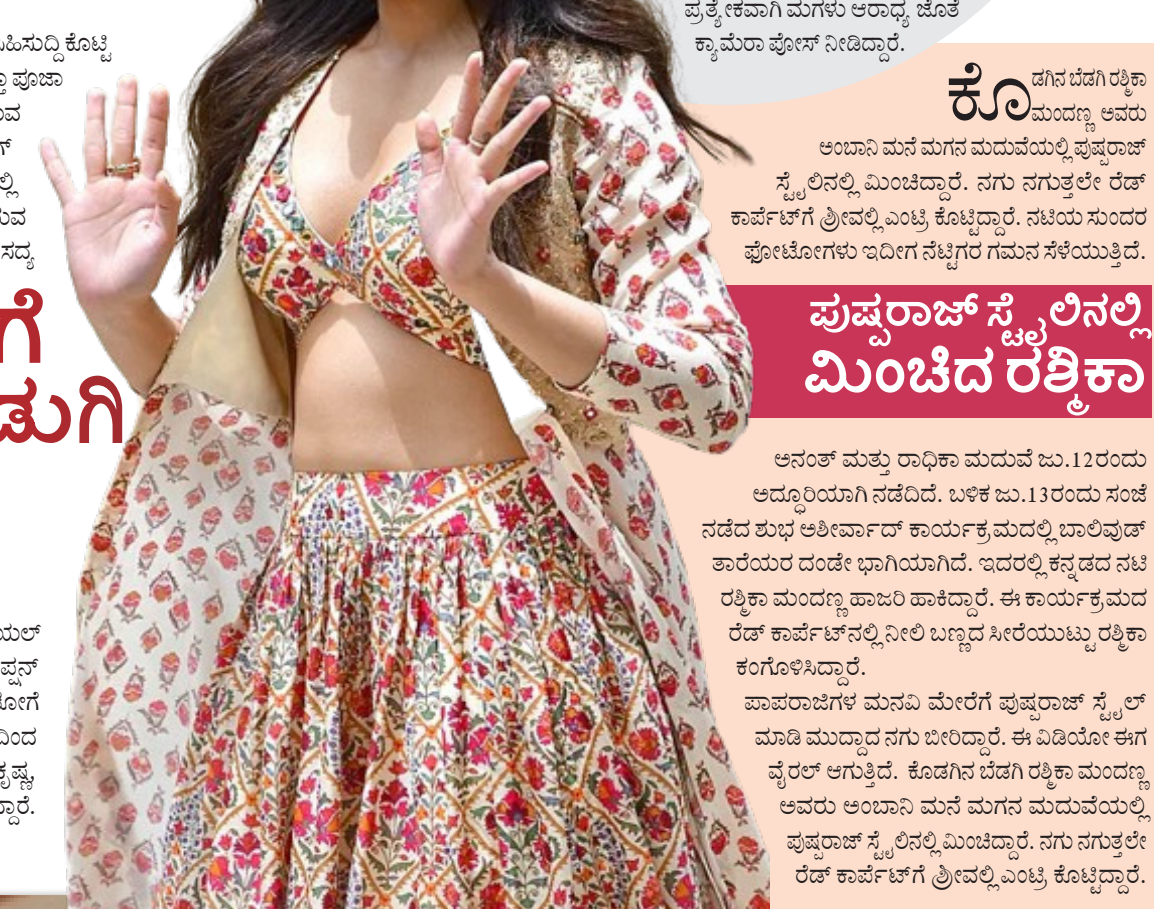 ಪ್ರತ್ಯೇಕವಾಗಿ ಮಗಳು ಆರಾಧ್ಯ ಜೊತೆ
ಕ್ಯಾಮೆರಾ ಪೋಸ್ ನೀಡಿದ್ದಾರೆ.
ಕೊಡಗಿನ ಬೆಡಗಿ ರಶ್ಮಿಕಾ
ಮಂದಣ್ಣ ಅವರು
ಅಂಬಾನಿ ಮನೆ ಮಗನ ಮದುವೆಯಲ್ಲಿ ಪುಷ್ಪರಾಜ್
ಸ್ಟೈಲಿನಲ್ಲಿ ಮಿಂಚಿದ್ದಾರೆ. ನಗು ನಗುತ್ತಲೇ ರೆಡ್
ಕಾರ್ಪೆಟ್‌ಗೆ ಶ್ರೀವಲ್ಲಿ ಎಂಟ್ರಿ ಕೊಟ್ಟಿದ್ದಾರೆ. ನಟಿಯ ಸುಂದರ
ಫೋಟೋಗಳು ಇದೀಗ ನೆಟ್ಟಿಗರ ಗಮನ ಸೆಳೆಯುತ್ತಿದೆ.
ಪುಷ್ಪರಾಜ್ ಸ್ಟೈಲಿನಲ್ಲಿ
ಮಿಂಚಿದ ರಶ್ಮಿಕಾ
ಅನಂತ್ ಮತ್ತು ರಾಧಿಕಾ ಮದುವೆ ಜು.12ರಂದು
ಅದ್ಧೂರಿಯಾಗಿ ನಡೆದಿದೆ. ಬಳಿಕ ಜು.13ರಂದು ಸಂಜೆ
ನಡೆದ ಶುಭ ಅಶೀರ್ವಾದ್ ಕಾರ್ಯಕ್ರಮದಲ್ಲಿ ಬಾಲಿವುಡ್
ತಾರೆಯರ ದಂಡೇ ಭಾಗಿಯಾಗಿದೆ. ಇದರಲ್ಲಿ ಕನ್ನಡದ ನಟಿ
ರಶ್ಮಿಕಾ ಮಂದಣ್ಣ ಹಾಜರಿ ಹಾಕಿದ್ದಾರೆ. ಈ ಕಾರ್ಯಕ್ರಮದ
ರೆಡ್ ಕಾರ್ಪೆಟ್‌ನಲ್ಲಿ ನೀಲಿ ಬಣ್ಣದ ಸೀರೆಯುಟ್ಟು ರಶ್ಮಿಕಾ
ಕಂಗೊಳಿಸಿದ್ದಾರೆ.
ಪಾಪರಾಜಿಗಳ ಮನವಿ ಮೇರೆಗೆ ಪುಷ್ಪರಾಜ್ ಸ್ಟೈಲ್
ಮಾಡಿ ಮುದ್ದಾದ ನಗು ಬೀರಿದ್ದಾರೆ. ಈ ವಿಡಿಯೋ ಈಗ
ವೈರಲ್ ಆಗುತ್ತಿದೆ. ಕೊಡಗಿನ ಬೆಡಗಿ ರಶ್ಮಿಕಾ ಮಂದಣ್ಣ
ಅವರು ಅಂಬಾನಿ ಮನೆ ಮಗನ ಮದುವೆಯಲ್ಲಿ
ಪುಷ್ಪರಾಜ್ ಸ್ಟೈಲಿನಲ್ಲಿ ಮಿಂಚಿದ್ದಾರೆ. ನಗು ನಗುತ್ತಲೇ
ರೆಡ್ ಕಾರ್ಪೆಟ್‌ಗೆ ಶ್ರೀವಲ್ಲಿ ಎಂಟ್ರಿ ಕೊಟ್ಟಿದ್ದಾರೆ.